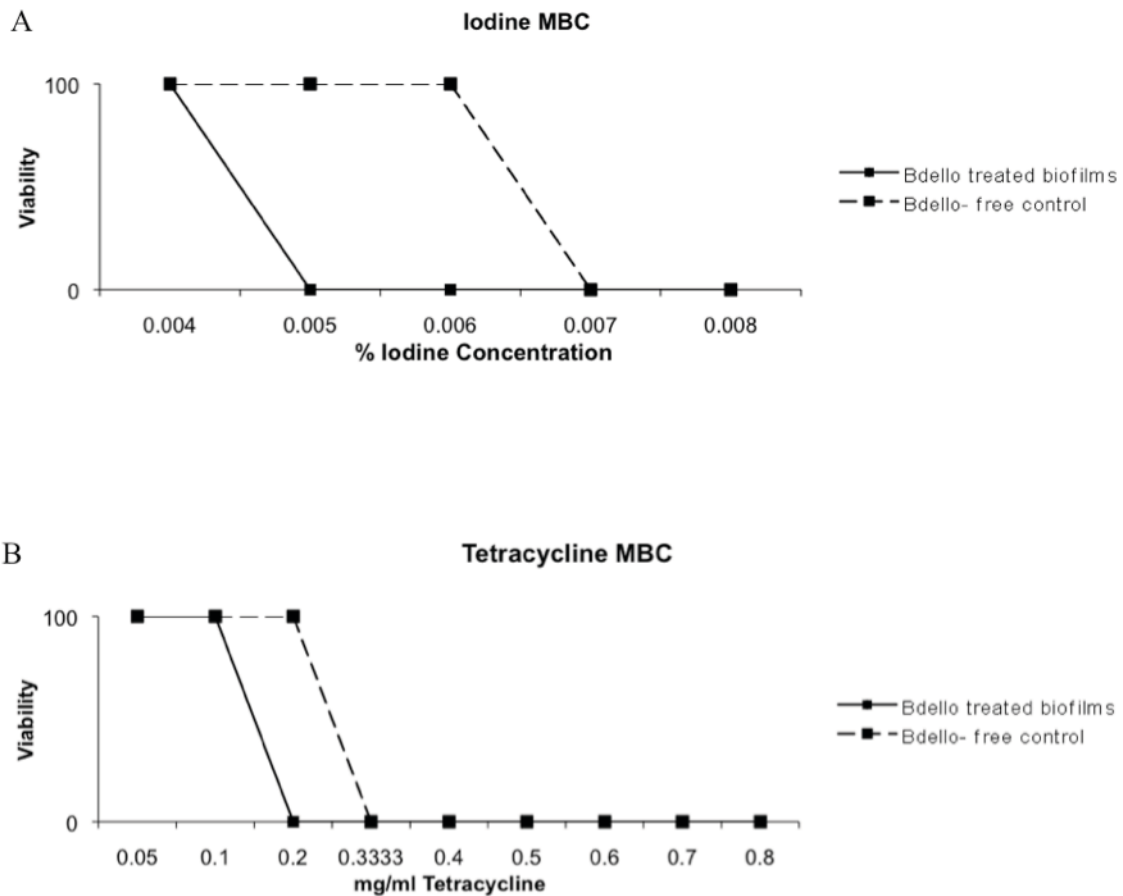 A
Iodine MBC
100
Viability
0
0.004 0.005 0.006 0.007 0.008
% Iodine Concentration
Bdello treated biofilms
Bdello- free control
B
Tetracycline MBC
100
Viability
0
0.05 0.1 0.2 0.3333 0.4 0.5 0.6 0.7 0.8
mg/ml Tetracycline
Bdello treated biofilms
Bdello- free control